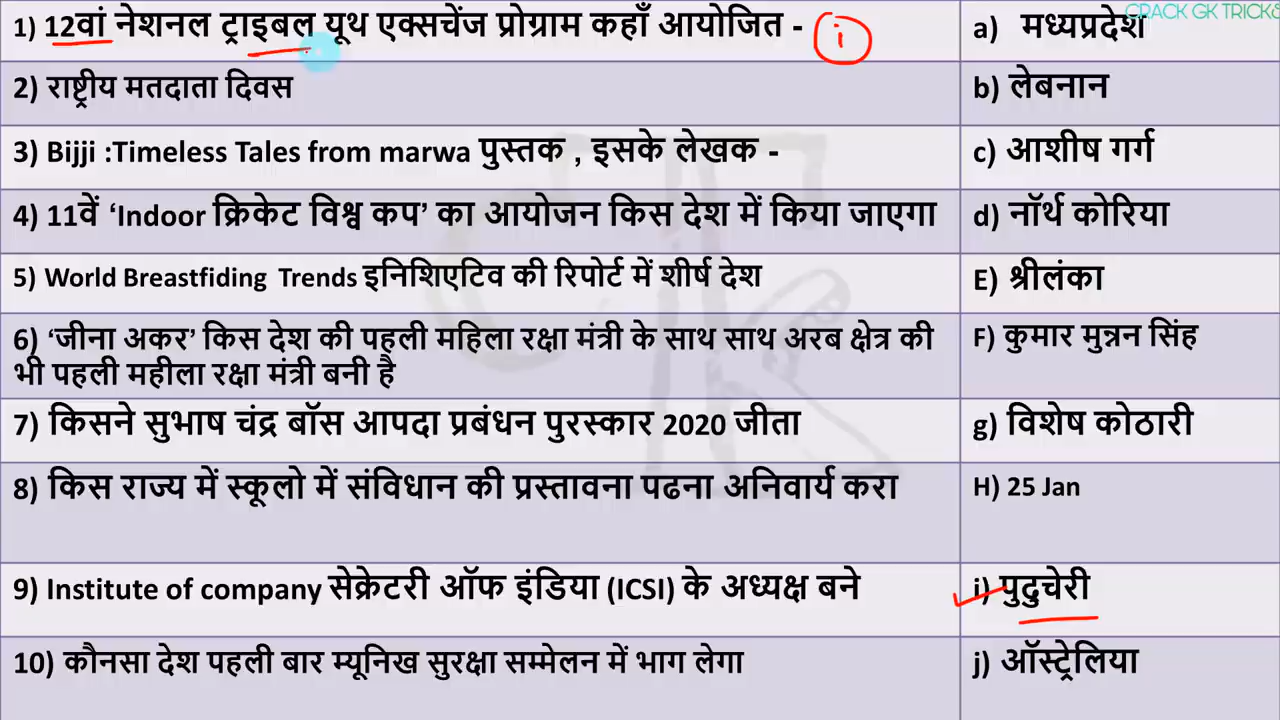 CRACK GK TRICKS
1) 12वां नेशनल ट्राइबल यूथ एक्सचेंज प्रोग्राम कहाँ आयोजित - i
a) मध्यप्रदेश
2) राष्ट्रीय मतदाता दिवस
b) लेबनान
3) Bijji :Timeless Tales from marwa पुस्तक , इसके लेखक -
c) आशीष गर्ग
4) 11वें ‘Indoor क्रिकेट विश्व कप’ का आयोजन किस देश में किया जाएगा
d) नॉर्थ कोरिया
5) World Breastfiding Trends इनिशिएटिव की रिपोर्ट में शीर्ष देश
E) श्रीलंका
6) ‘जीना अकर’ किस देश की पहली महिला रक्षा मंत्री के साथ साथ अरब क्षेत्र की
भी पहली महीला रक्षा मंत्री बनी है
F) कुमार मुन्नन सिंह
7) किसने सुभाष चंद्र बॉस आपदा प्रबंधन पुरस्कार 2020 जीता
g) विशेष कोठारी
8) किस राज्य में स्कूलो में संविधान की प्रस्तावना पढना अनिवार्य करा
H) 25 Jan
9) Institute of company सेक्रेटरी ऑफ इंडिया (ICSI) के अध्यक्ष बने
i) पुदुचेरी
10) कौनसा देश पहली बार म्यूनिख सुरक्षा सम्मेलन में भाग लेगा
j) ऑस्ट्रेलिया